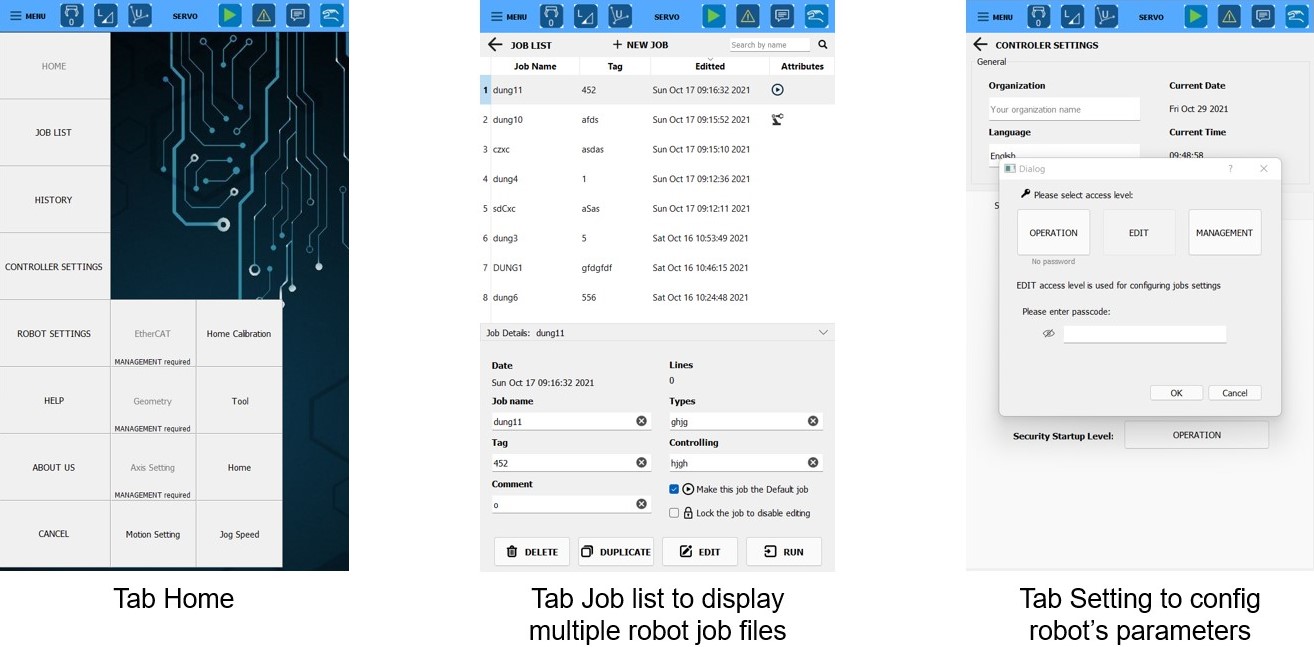 MENU 0 SERVO
HOME
JOB LIST
HISTORY
CONTROLLER SETTINGS
ROBOT SETTINGS EtherCAT Home Calibration
MANAGEMENT required
HELP Geometry Tool
MANAGEMENT required
ABOUT US Axis Setting Home
MANAGEMENT required
CANCEL Motion Setting Jog Speed
Tab Home
MENU 0 SERVO
JOB LIST + NEW JOB Search by name
Job Name Tag Editted Attributes
1 dung11 452 Sun Oct 17 09:16:32 2021
2 dung10 afds Sun Oct 17 09:15:52 2021
3 czxc asdas Sun Oct 17 09:15:10 2021
4 dung4 1 Sun Oct 17 09:12:36 2021
5 sdCxc aSas Sun Oct 17 09:12:11 2021
6 dung3 5 Sat Oct 16 10:53:49 2021
7 DUNG1 gfdgfdf Sat Oct 16 10:46:15 2021
8 dung6 556 Sat Oct 16 10:24:48 2021
Job Details: dung11
Date Lines
Sun Oct 17 09:16:32 2021 0
Job name Types
dung11 ghjg
Tag Controlling
452 hjgh
Comment
Make this job the Default job
o
Lock the job to disable editing
DELETE DUPLICATE EDIT RUN
Tab Job list to display
multiple robot job files
MENU 0 SERVO
CONTROLER SETTINGS
General
Organization Current Date
Your organization name Fri Oct 29 2021
Language Current Time
English 09:48:58
Dialog ?
Please select access level:
S
OPERATION EDIT MANAGEMENT
No password
EDIT access level is used for configuring jobs settings
Please enter passcode:
OK Cancel
Security Startup Level: OPERATION
Tab Setting to config
robot's parameters